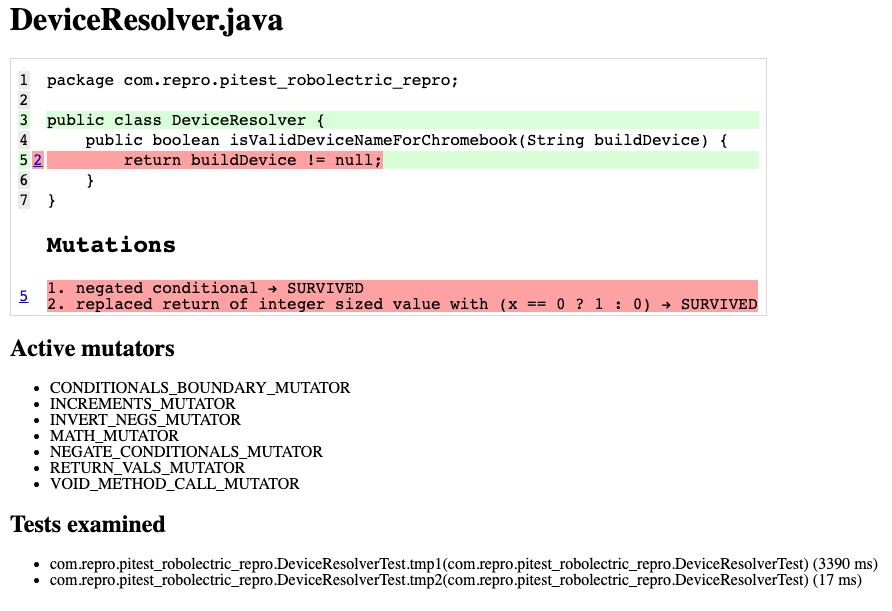 DeviceResolver.java
1 package com.repro.pitest_robolectric_repro;
2
3 public class DeviceResolver {
4 public boolean isValidDeviceNameForChromebook(String buildDevice) {
5 2 return buildDevice != null;
6 }
7 }
Mutations
5 1. negated conditional → SURVIVED
2. replaced return of integer sized value with (x == 0 ? 1 : 0) → SURVIVED
Active mutators
• CONDITIONALS_BOUNDARY_MUTATOR
• INCREMENTS_MUTATOR
• INVERT_NEGS_MUTATOR
• MATH_MUTATOR
• NEGATE_CONDITIONALS_MUTATOR
• RETURN_VALS_MUTATOR
• VOID_METHOD_CALL_MUTATOR
Tests examined
• com.repro.pitest_robolectric_repro.DeviceResolverTest.tmp1(com.repro.pitest_robolectric_repro.DeviceResolverTest) (3390 ms)
• com.repro.pitest_robolectric_repro.DeviceResolverTest.tmp2(com.repro.pitest_robolectric_repro.DeviceResolverTest) (17 ms)